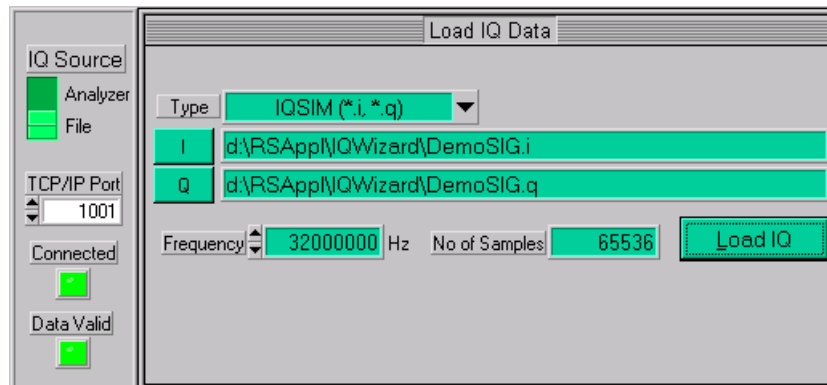 Load IQ Data
IQ Source
Analyzer
File
Type IQSIM (*.i, *.q)
I d:\RSAppl\IQWizard\DemoSIG.i
Q d:\RSAppl\IQWizard\DemoSIG.q
TCP/IP Port
1001
Frequency 32000000 Hz No of Samples 65536 Load IQ
Connected
Data Valid